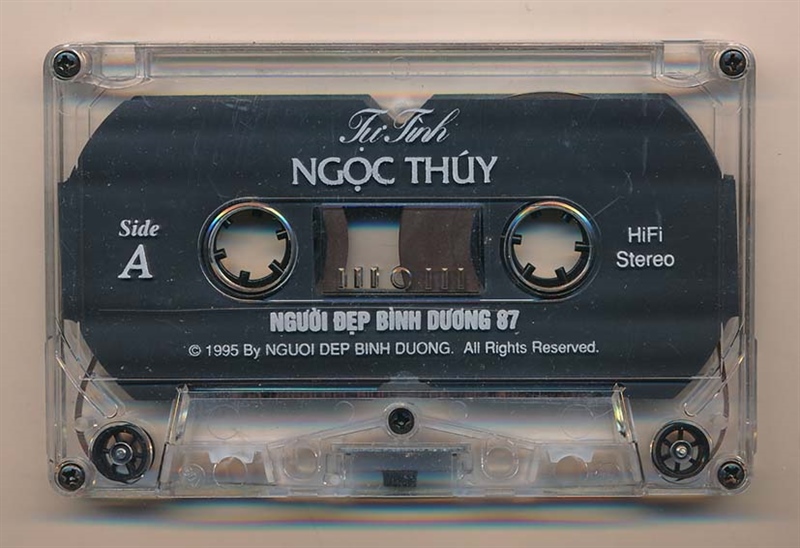 Tự Tình
NGỌC THÚY
Side
A
HiFi
Stereo
NGƯỜI ĐẸP BÌNH DƯƠNG 87
© 1995 By NGUOI DEP BINH DUONG. All Rights Reserved.